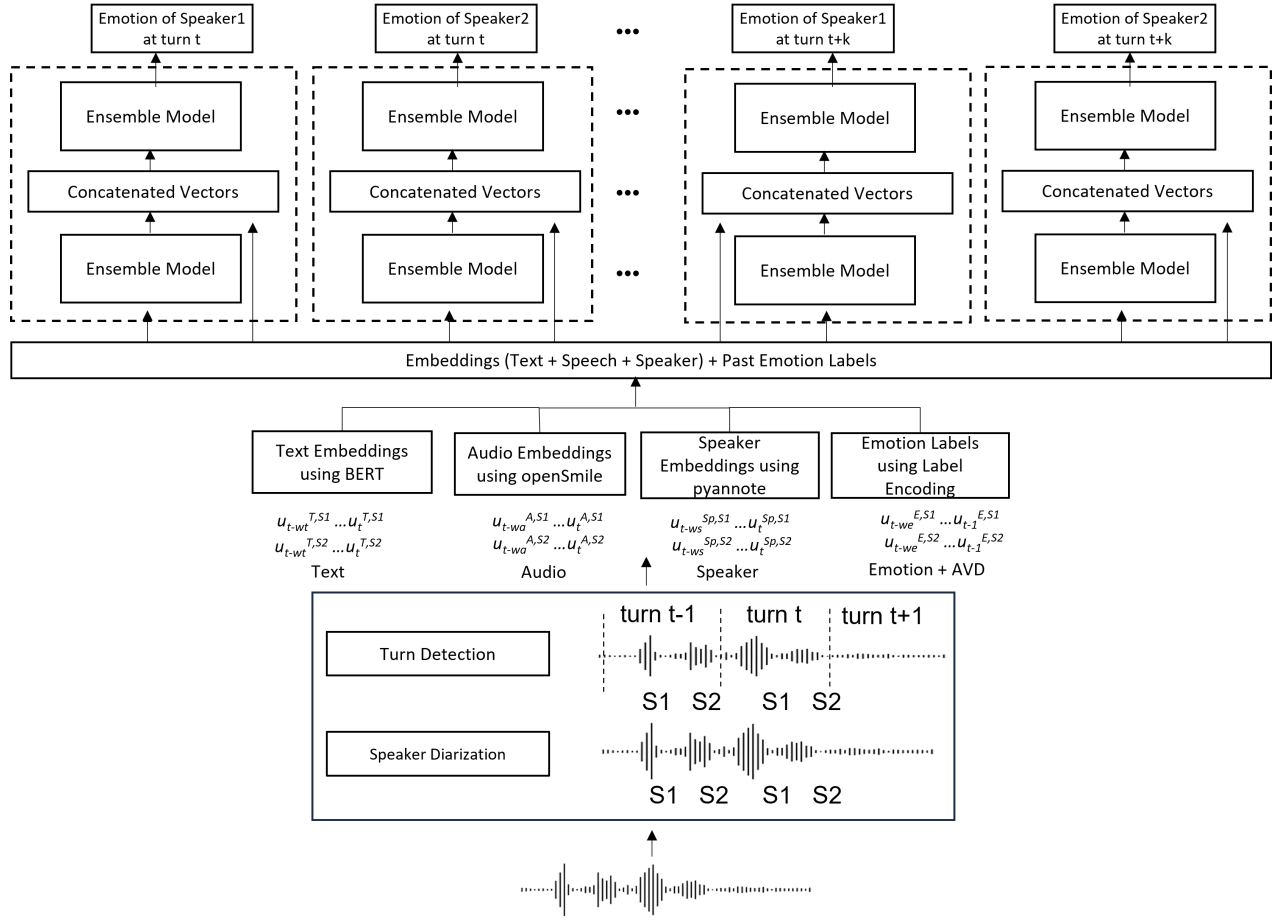 Emotion of Speaker1
at turn t
Emotion of Speaker2
at turn t
•••
Emotion of Speaker1
at turn t+k
Emotion of Speaker2
at turn t+k
Ensemble Model
Ensemble Model
•••
Ensemble Model
Ensemble Model
Concatenated Vectors
Concatenated Vectors
•••
Concatenated Vectors
Concatenated Vectors
Ensemble Model
Ensemble Model
•••
Ensemble Model
Ensemble Model
Embeddings (Text + Speech + Speaker) + Past Emotion Labels
Text Embeddings
using BERT
Audio Embeddings
using openSmile
Speaker
Embeddings using
pyannote
Emotion Labels
using Label
Encoding
u_{t-wt}^{T,S1} ...u_t^{T,S1}
u_{t-wt}^{T,S2} ...u_t^{T,S2}
Text
u_{t-wa}^{A,S1} ...u_t^{A,S1}
u_{t-wa}^{A,S2} ...u_t^{A,S2}
Audio
u_{t-ws}^{Sp,S1} ...u_t^{Sp,S1}
u_{t-ws}^{Sp,S2} ...u_t^{Sp,S2}
Speaker
u_{t-we}^{E,S1} ...u_{t-1}^{E,S1}
u_{t-we}^{E,S2} ...u_{t-1}^{E,S2}
Emotion + AVD
turn t-1 turn t turn t+1
Turn Detection
S1 S2 S1 S2
Speaker Diarization
S1 S2 S1 S2